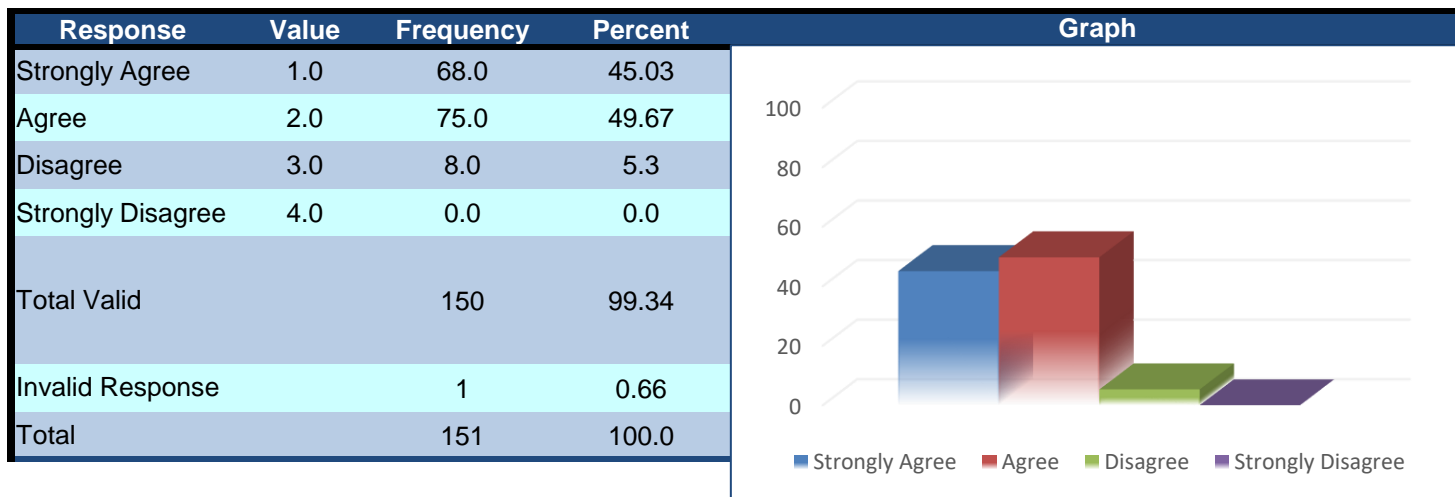 Response Value Frequency Percent Graph
Strongly Agree 1.0 68.0 45.03
Agree 2.0 75.0 49.67
Disagree 3.0 8.0 5.3
Strongly Disagree 4.0 0.0 0.0
Total Valid 150 99.34
Invalid Response 1 0.66
Total 151 100.0
100
80
60
40
20
0
Strongly Agree Agree Disagree Strongly Disagree